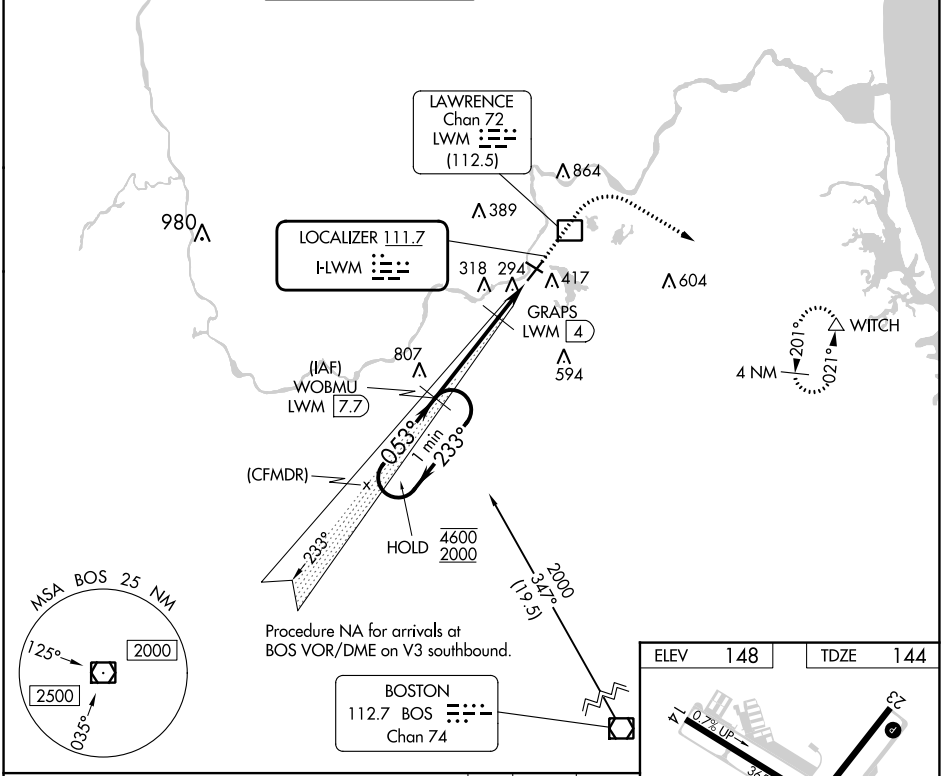 LAWRENCE
Chan 72
LWM
(112.5)
864
389
980
LOCALIZER 111.7
I-LWM
318
294
417
604
GRAPS
LWM 4
WITCH
201°
021°
4 NM
594
807
(IAF)
WOBMU
LWM 7.7
053°
1 min
233°
(CFMDR)
HOLD
4600
2000
233°
2000
347°
(19.5)
MSA BOS 25 NM
125°
2000
2500
035°
Procedure NA for arrivals at
BOS VOR/DME on V3 southbound.
BOSTON
112.7 BOS
Chan 74
ELEV 148
TDZE 144
14
0.7% UP
23
P